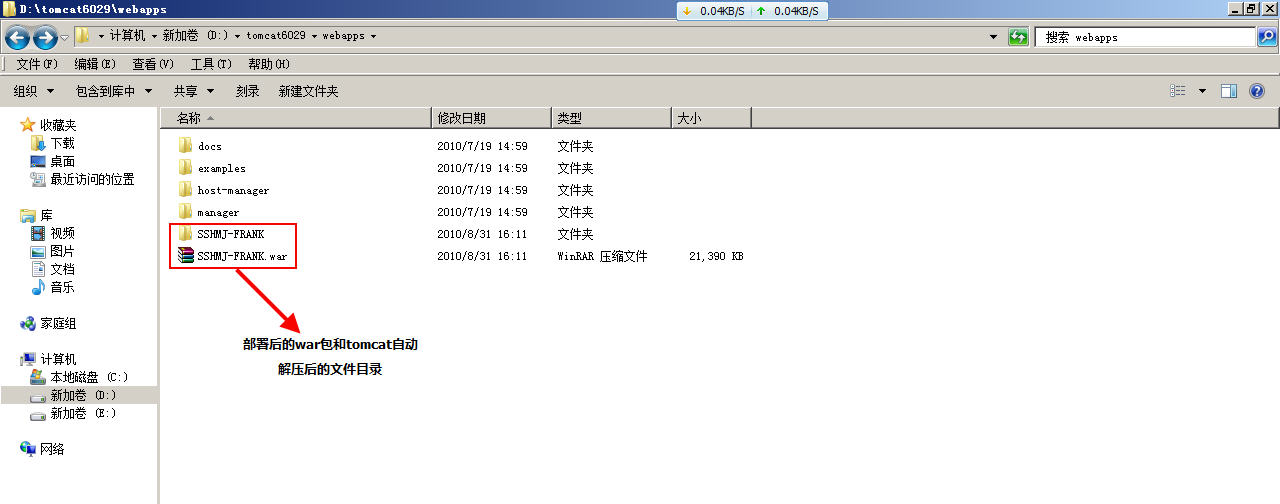 D:\tomcat6029\webapps
0.04KB/S 0.04KB/S
计算机 新加卷 (D:) tomcat6029 webapps
搜索 webapps
文件(F) 编辑(E) 查看(V) 工具(T) 帮助(H)
组织 包含到库中 共享 刻录 新建文件夹
收藏夹
下载
桌面
最近访问的位置
库
视频
图片
文档
音乐
家庭组
计算机
本地磁盘 (C:)
新加卷 (D:)
新加卷 (E:)
网络
名称 修改日期 类型 大小
docs 2010/7/19 14:59 文件夹
examples 2010/7/19 14:59 文件夹
host-manager 2010/7/19 14:59 文件夹
manager 2010/7/19 14:59 文件夹
SSHMJ-FRANK 2010/8/31 16:11 文件夹
SSHMJ-FRANK.war 2010/8/31 16:11 WinRAR 压缩文件 21,390 KB
部署后的war包和tomcat自动
解压后的文件目录